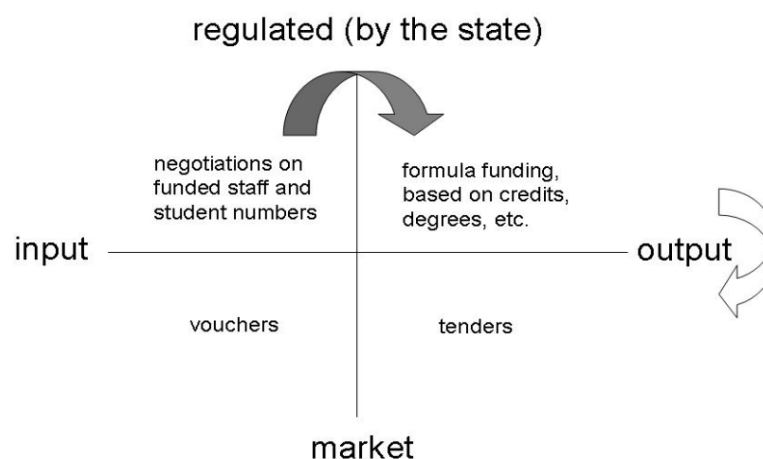 regulated (by the state)
negotiations on
funded staff and
student numbers
formula funding,
based on credits,
degrees, etc.
input
output
vouchers
tenders
market